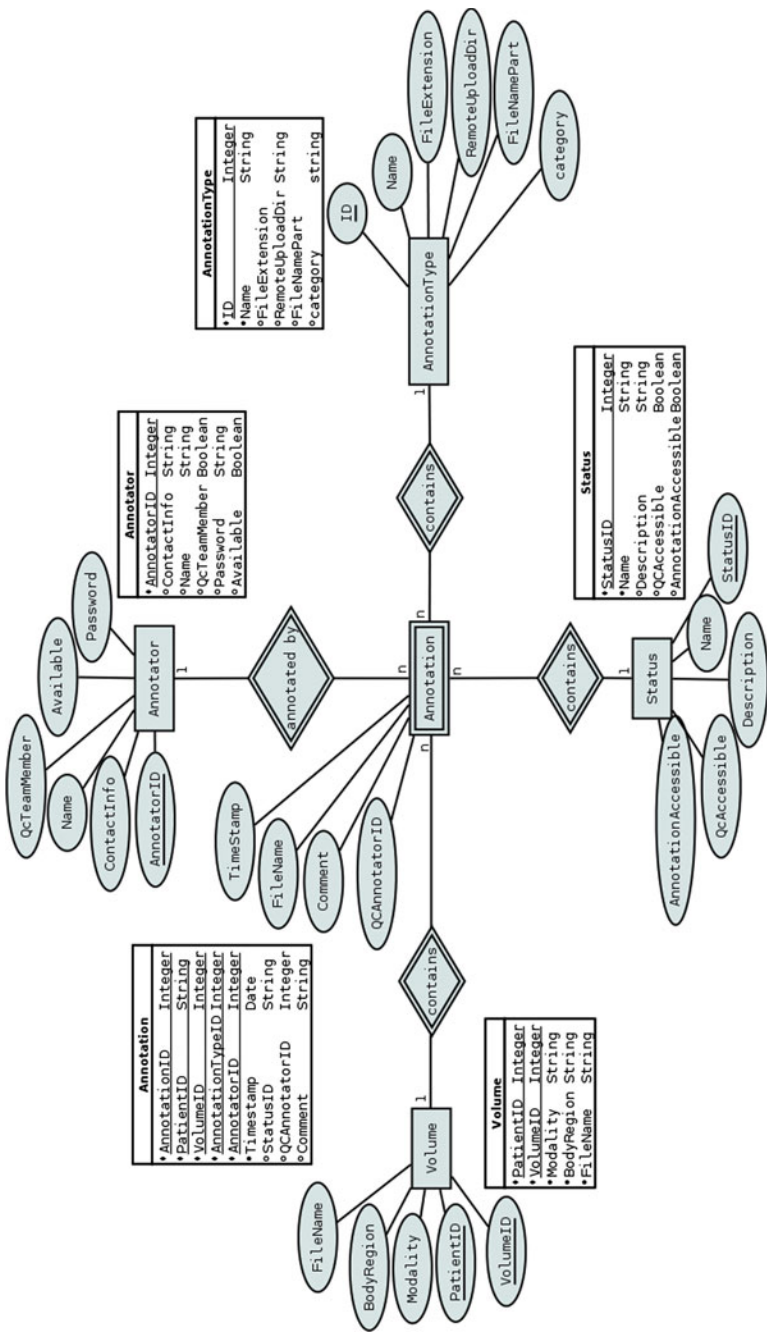 Annotation
*AnnotationID Integer
*PatientID String
*VolumeID Integer
*AnnotationTypeID Integer
*AnnotatorID Integer
*Timestamp Date
°StatusID String
°QCAnnotatorID Integer
°Comment String
Annotator
*AnnotatorID Integer
°ContactInfo String
°Name String
°QcTeamMember Boolean
°Password String
°Available Boolean
AnnotationType
*ID Integer
*Name String
°FileExtension
°RemoteUploadDir String
°FileNamePart
°category string
QcTeamMember
Name
ContactInfo
AnnotatorID
Available
Password
Annotator
1
annotated by
n
TimeStamp
FileName
Comment
QCAnnotatorID
FileName
BodyRegion
Modality
PatientID
VolumeID
Volume
1
contains
n
Annotation
n
contains
1
AnnotationType
ID
Name
FileExtension
RemoteUploadDir
FileNamePart
category
n
contains
1
Status
AnnotationAccessible
QcAccessible
Description
Name
StatusID
Volume
*PatientID Integer
*VolumeID Integer
*Modality String
*BodyRegion String
*FileName String
Status
*StatusID Integer
*Name String
°Description String
°QCAccessible Boolean
°AnnotationAccessible Boolean